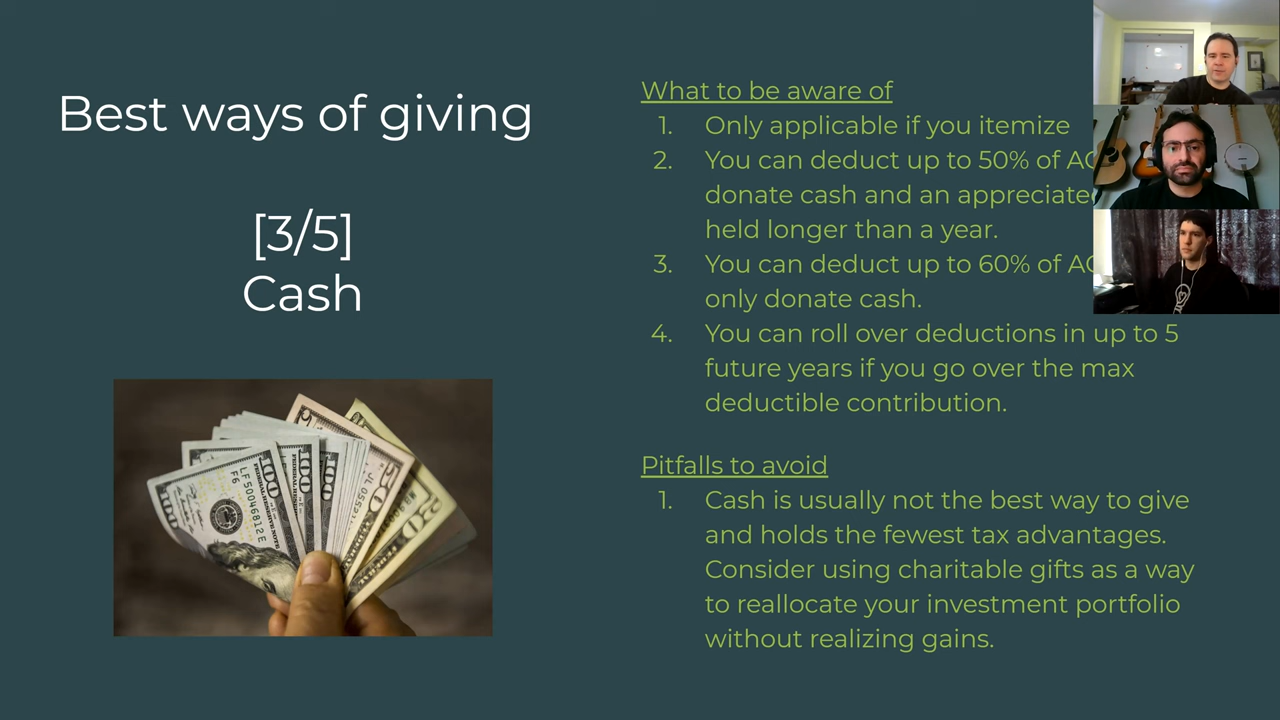 Best ways of giving
[3/5]
Cash
What to be aware of
1. Only applicable if you itemize
2. You can deduct up to 50% of
donate cash and an appreciated
held longer than a year.
3. You can deduct up to 60% of
only donate cash.
4. You can roll over deductions in up to 5
future years if you go over the max
deductible contribution.
Pitfalls to avoid
1. Cash is usually not the best way to give
and holds the fewest tax advantages.
Consider using charitable gifts as a way
to reallocate your investment portfolio
without realizing gains.
LF50046812E
F6
100
100
100